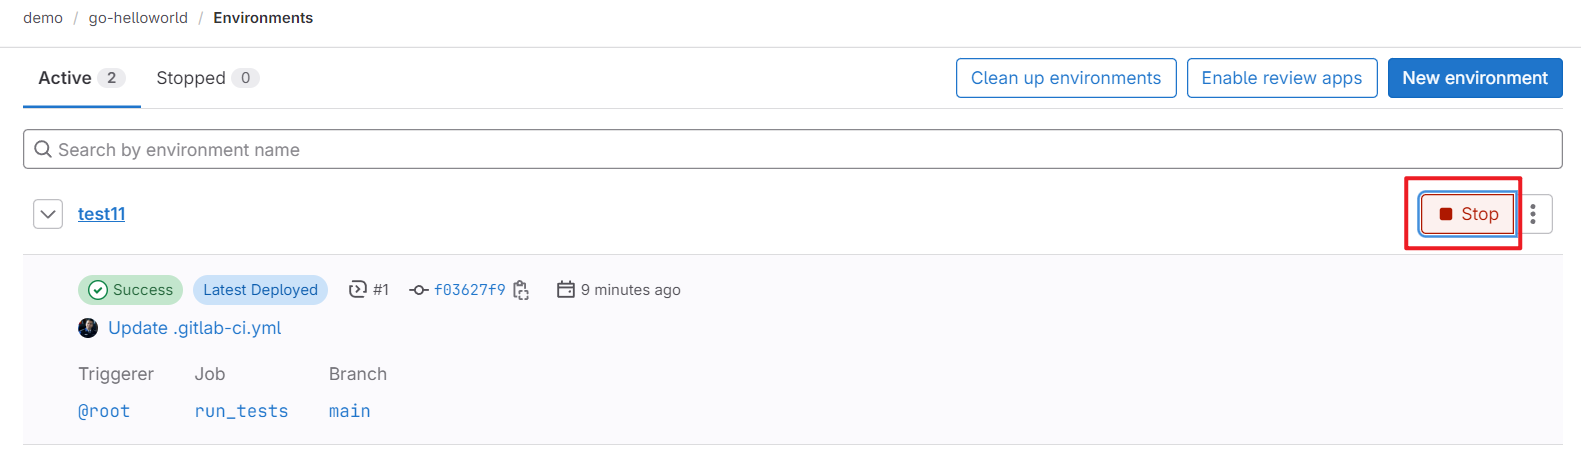 demo / go-helloworld / Environments
Active 2 Stopped 0 Clean up environments Enable review apps New environment
Search by environment name
test11 Stop
Success Latest Deployed #1 f03627f9 9 minutes ago
Update .gitlab-ci.yml
Triggerer Job Branch
@root run_tests main